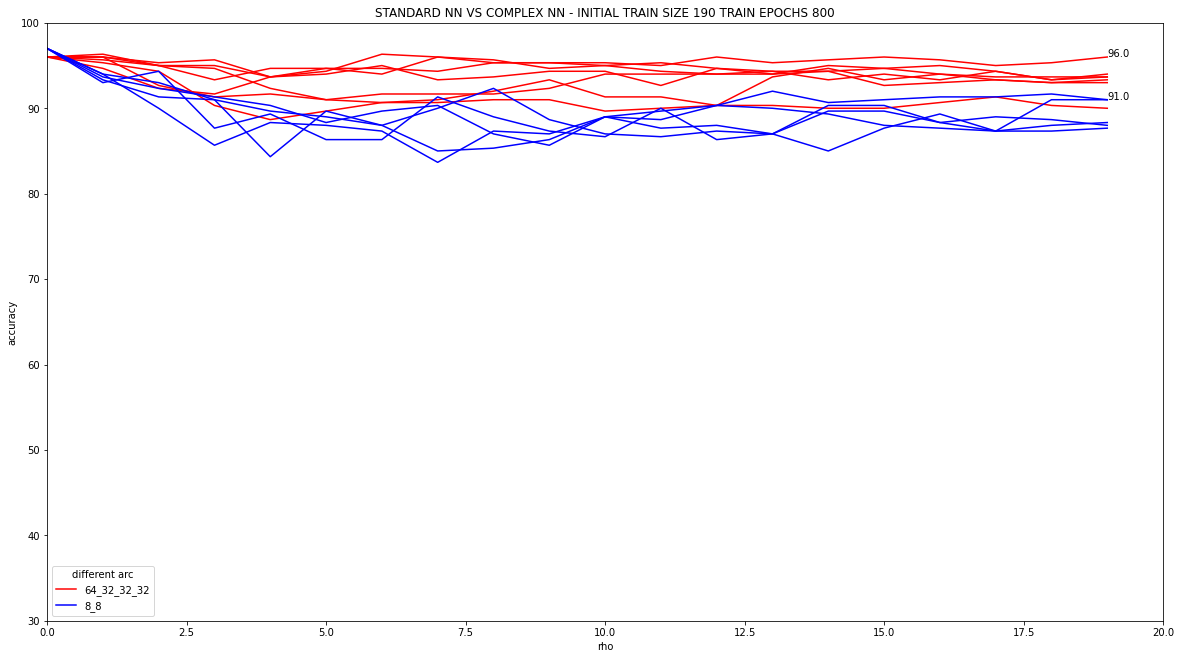 STANDARD NN VS COMPLEX NN - INITIAL TRAIN SIZE 190 TRAIN EPOCHS 800
100
90
80
70
60
50
40
30
accuracy
96.0
91.0
different arc
64_32_32_32
8_8
0.0 2.5 5.0 7.5 10.0 12.5 15.0 17.5 20.0
rho